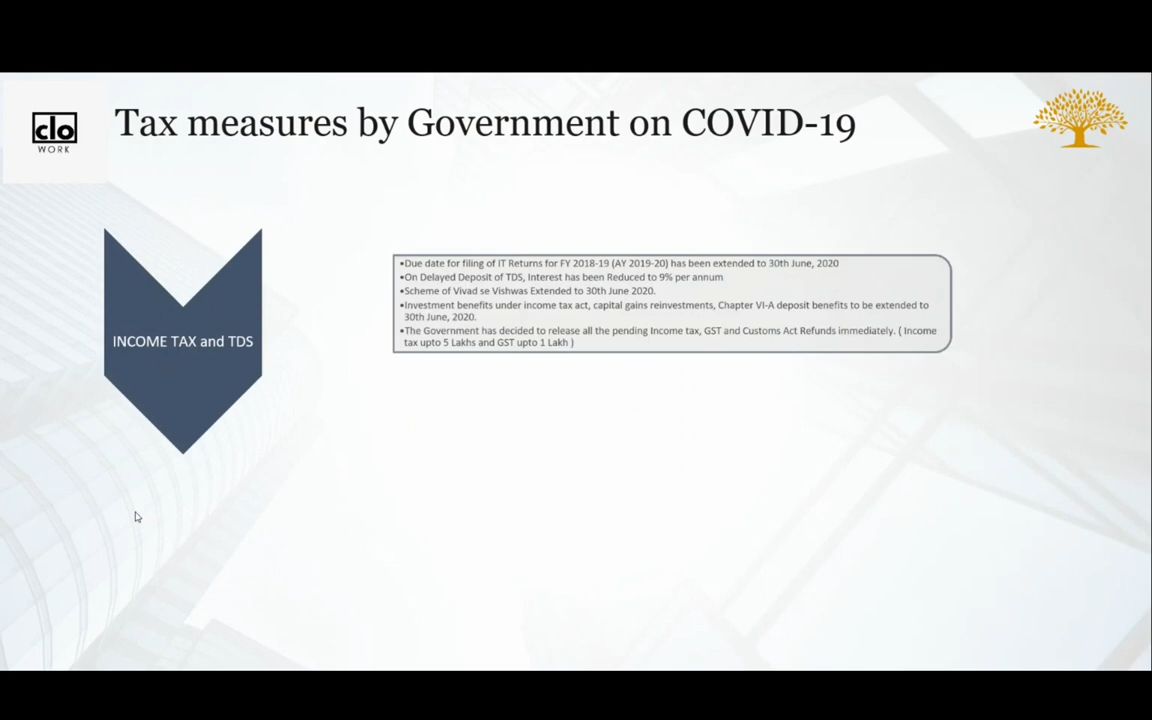 clo
WORK
Tax measures by Government on COVID-19
INCOME TAX and TDS
•Due date for filing of IT Returns for FY 2018-19 (AY 2019-20) has been extended to 30th June, 2020
•On Delayed Deposit of TDS, Interest has been Reduced to 9% per annum
•Scheme of Vivad se Vishwas Extended to 30th June 2020.
•Investment benefits under income tax act, capital gains reinvestments, Chapter VI-A deposit benefits to be extended to
30th June, 2020.
•The Government has decided to release all the pending Income tax, GST and Customs Act Refunds immediately. ( Income
tax upto 5 Lakhs and GST upto 1 Lakh )